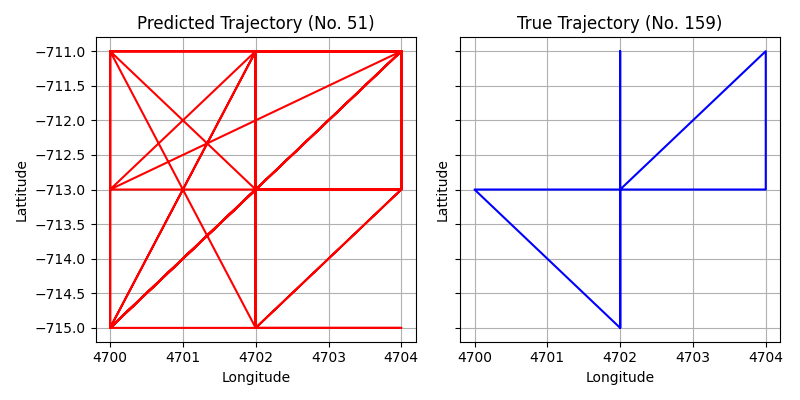 Predicted Trajectory (No. 51)
−711.0
−711.5
−712.0
−712.5
−713.0
−713.5
−714.0
−714.5
−715.0
Lattitude
4700 4701 4702 4703 4704
Longitude
True Trajectory (No. 159)
Lattitude
4700 4701 4702 4703 4704
Longitude